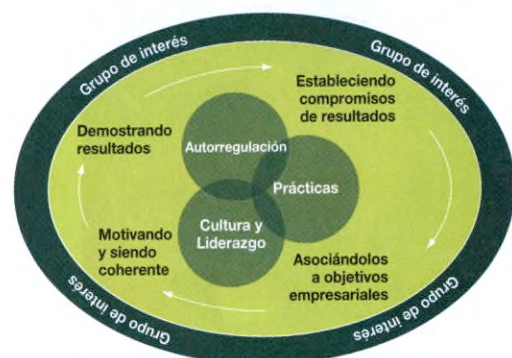 Grupo de interés
Grupo de interés
Estableciendo
compromisos
de resultados
Demostrando
resultados
Autorregulación
Prácticas
Cultura y
Liderazgo
Motivando
y siendo
coherente
Asociándolos
a objetivos
empresariales
Grupo de interés
Grupo de interés